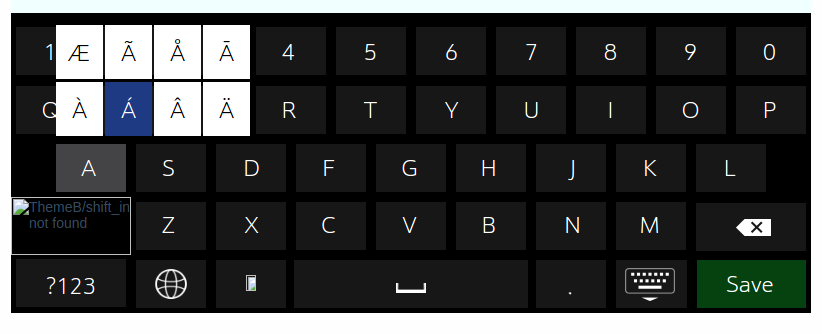 1 Æ Ã Å Ā 4 5 6 7 8 9 0
Q À Á Â Ä R T Y U I O P
A S D F G H J K L
ThemeB/shift_in
not found
Z X C V B N M
?123 . Save